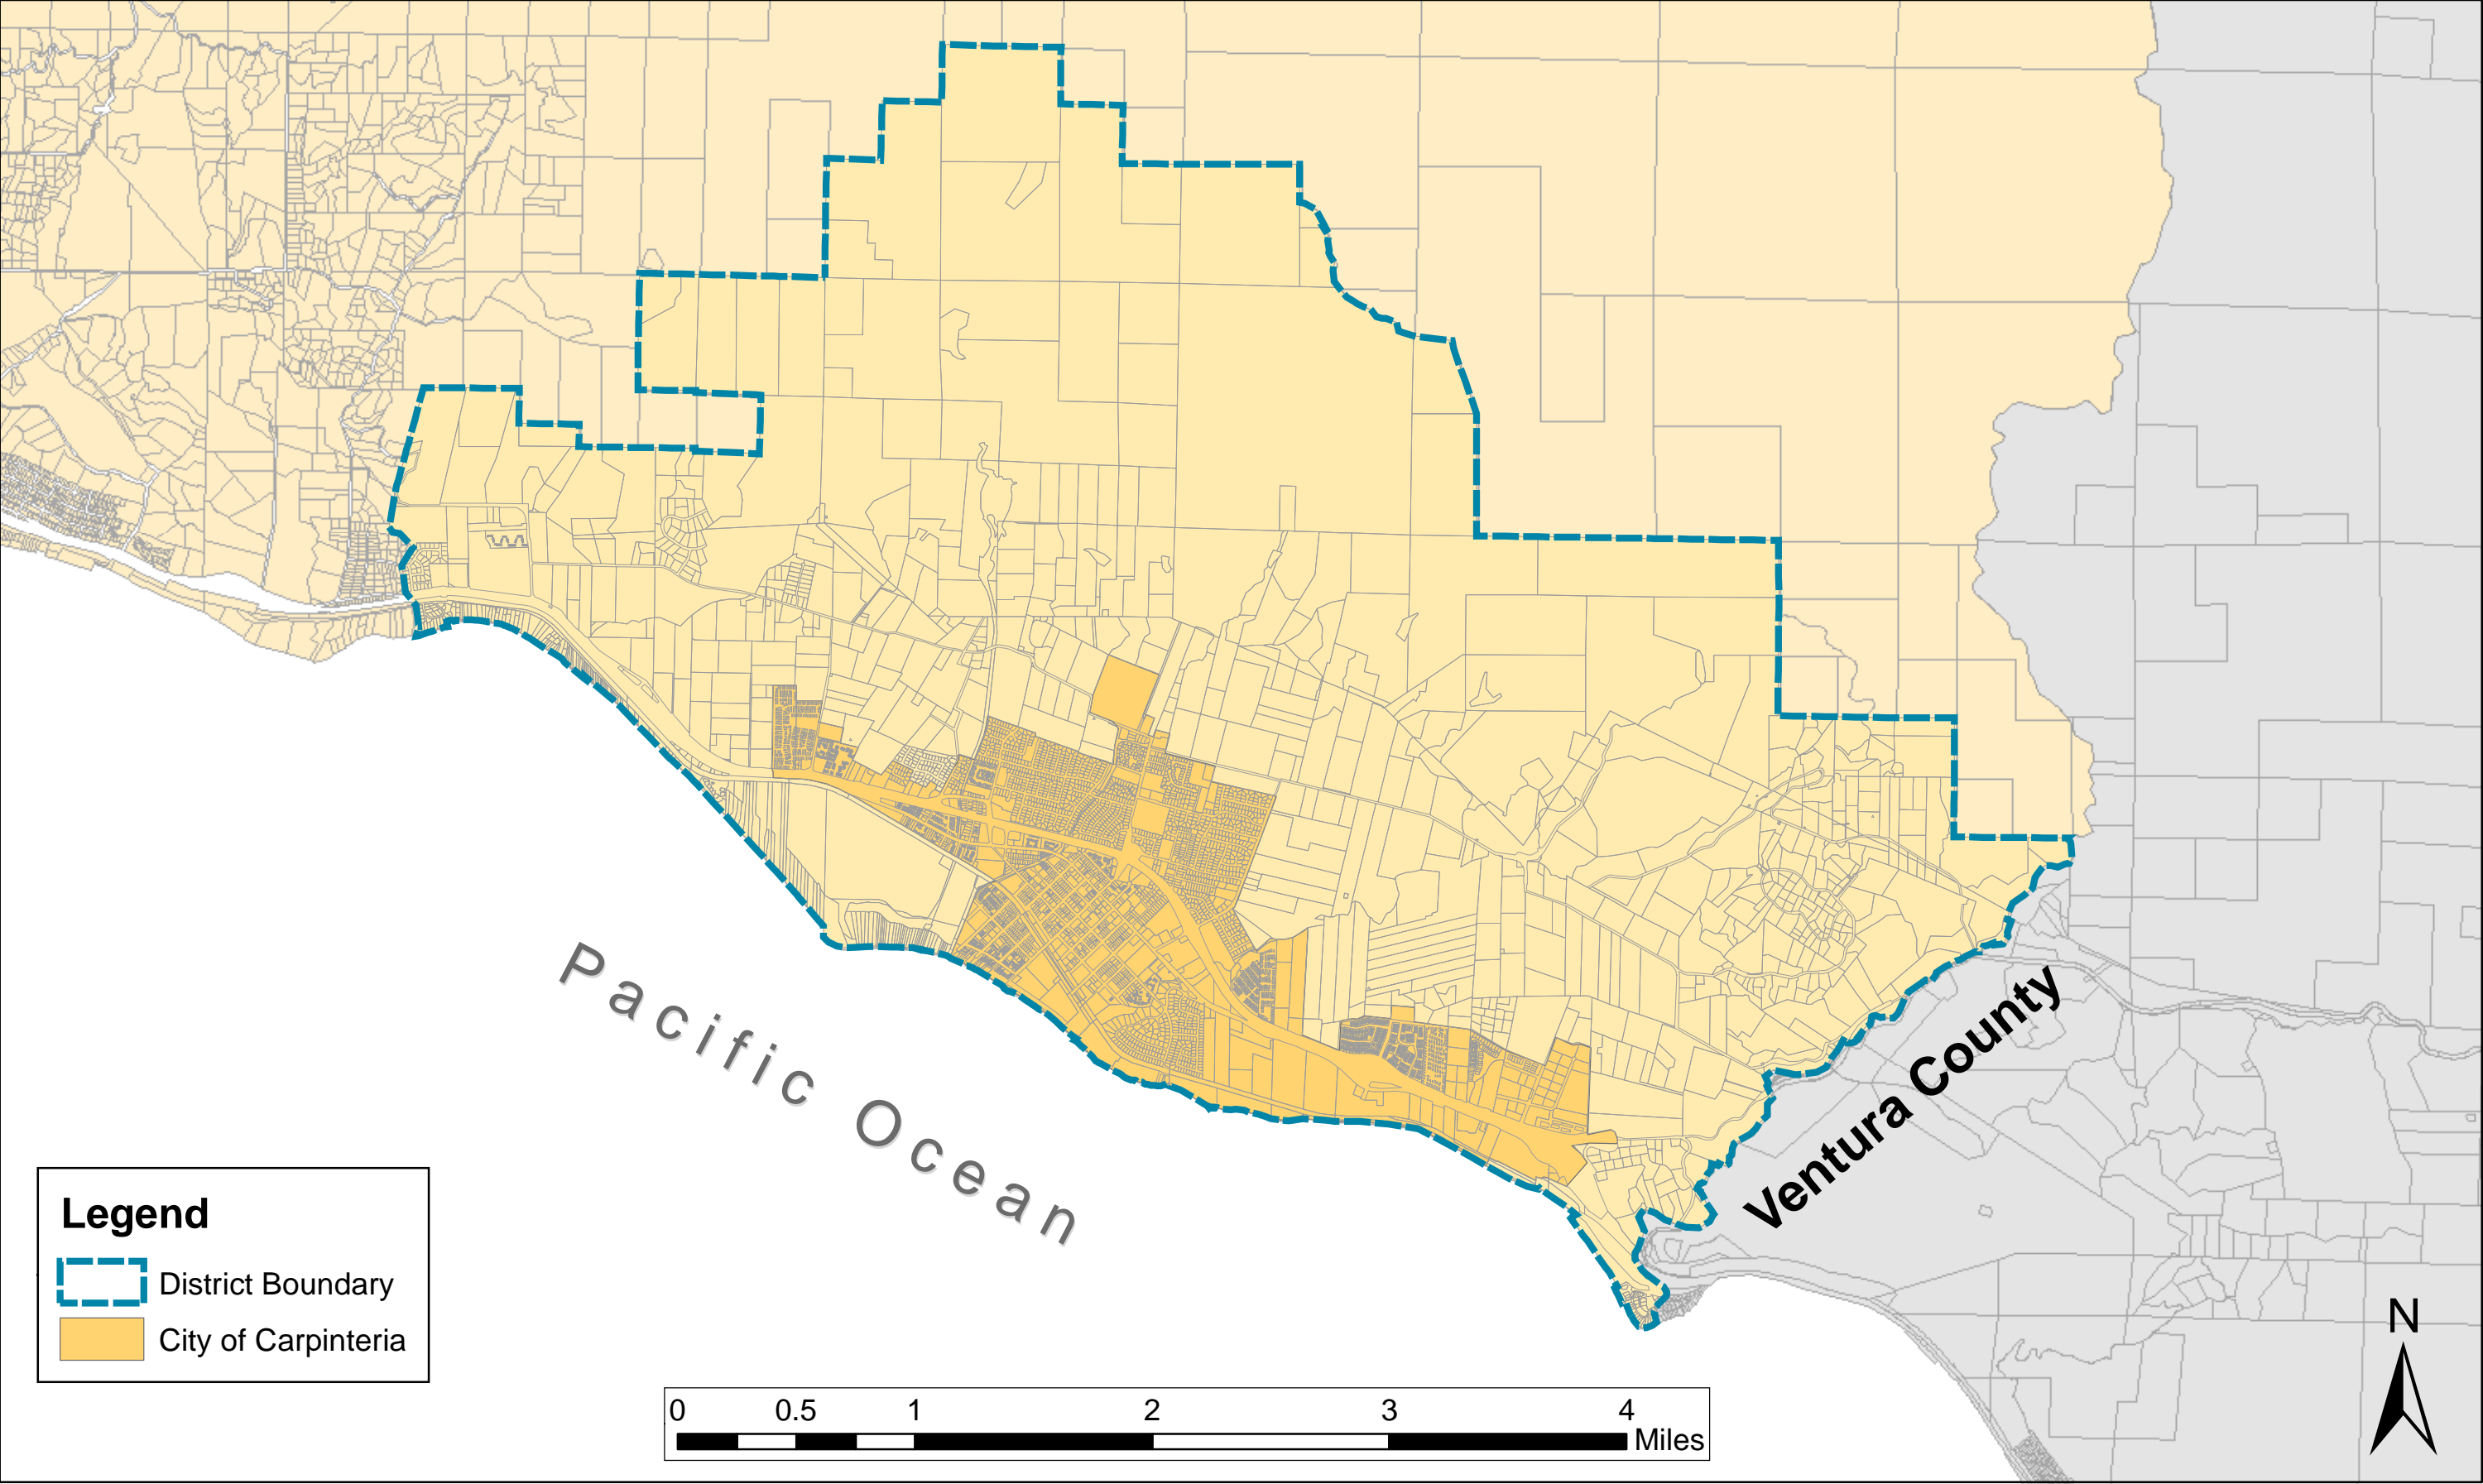 Pacific Ocean
Ventura County
Legend
District Boundary
City of Carpinteria
0 0.5 1 2 3 4
Miles
N